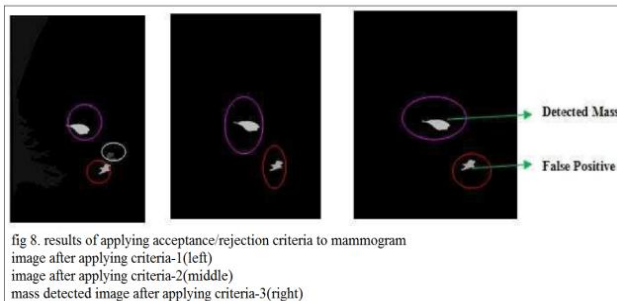 Detected Mass
False Positive
fig 8. results of applying acceptance/rejection criteria to mammogram
image after applying criteria-1(left)
image after applying criteria-2(middle)
mass detected image after applying criteria-3(right)